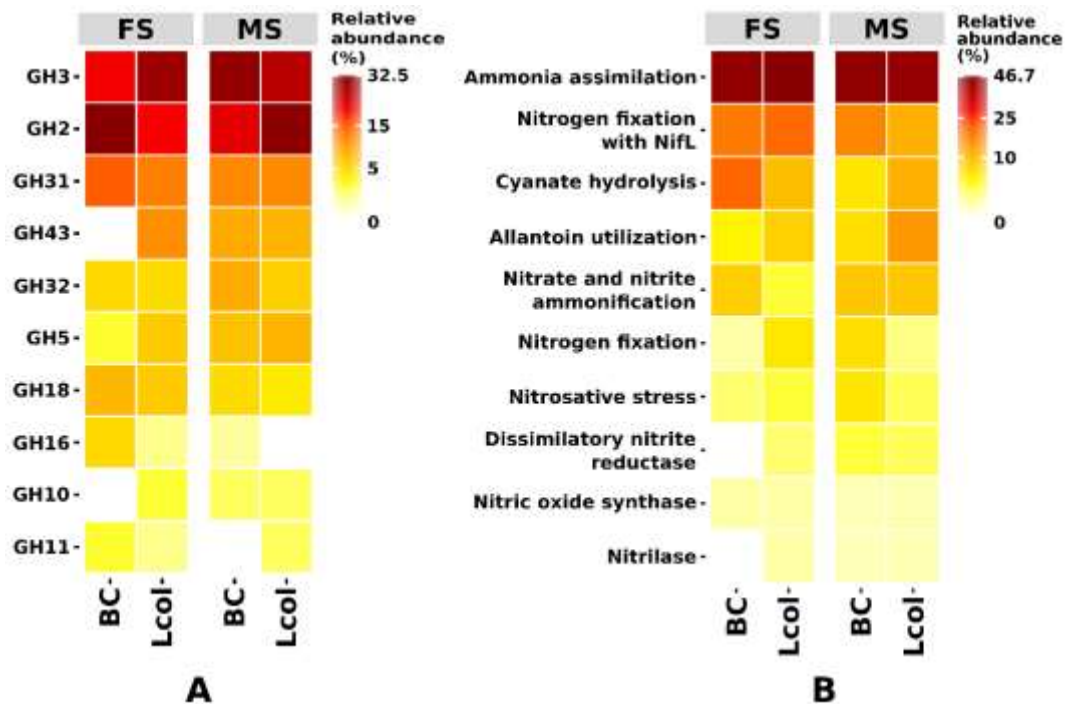 FS
MS
Relative
abundance
(%)
32.5
15
5
0
GH3
GH2
GH31
GH43
GH32
GH5
GH18
GH16
GH10
GH11
BC
Lcol
BC
Lcol
A
FS
MS
Relative
abundance
(%)
46.7
25
10
0
Ammonia assimilation
Nitrogen fixation
with NifL
Cyanate hydrolysis
Allantoin utilization
Nitrate and nitrite
ammonification
Nitrogen fixation
Nitrosative stress
Dissimilatory nitrite
reductase
Nitric oxide synthase
Nitrilase
BC
Lcol
BC
Lcol
B